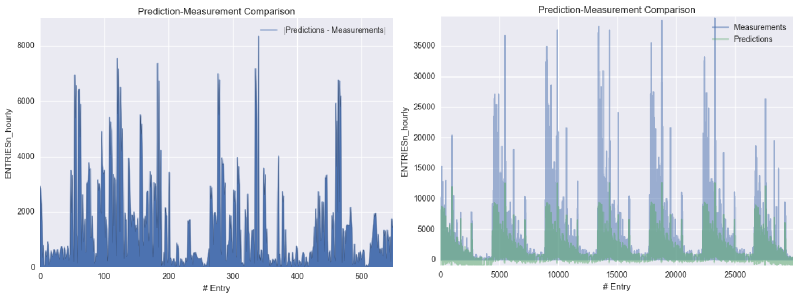 Prediction-Measurement Comparison
|Predictions - Measurements|
ENTRIESn_hourly
8000
6000
4000
2000
0
0 100 200 300 400 500
# Entry
Prediction-Measurement Comparison
Measurements
Predictions
ENTRIESn_hourly
35000
30000
25000
20000
15000
10000
5000
0
0 5000 10000 15000 20000 25000
# Entry